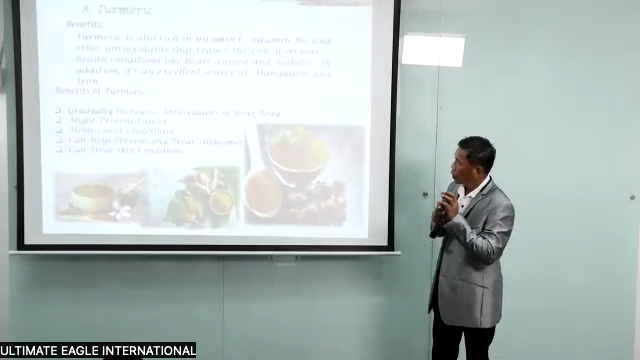 8. Turmeric
Benefits,
Turmeric is also rich in Vitamin C, Vitamin B6, and
other antioxidants that reduce the risk of serious
health conditions like heart disease and diabetes. In
addition, it's an excellent source of Manganese and
Iron
Benefits of Turmeric
Gradually Increases Antioxidants in Your Body
Might Prevent Cancer
Helps Lower Cholesterol
Can Help Prevent and Treat Alzheimer
Can Treat Skin Conditions
ULTIMATE EAGLE INTERNATIONAL